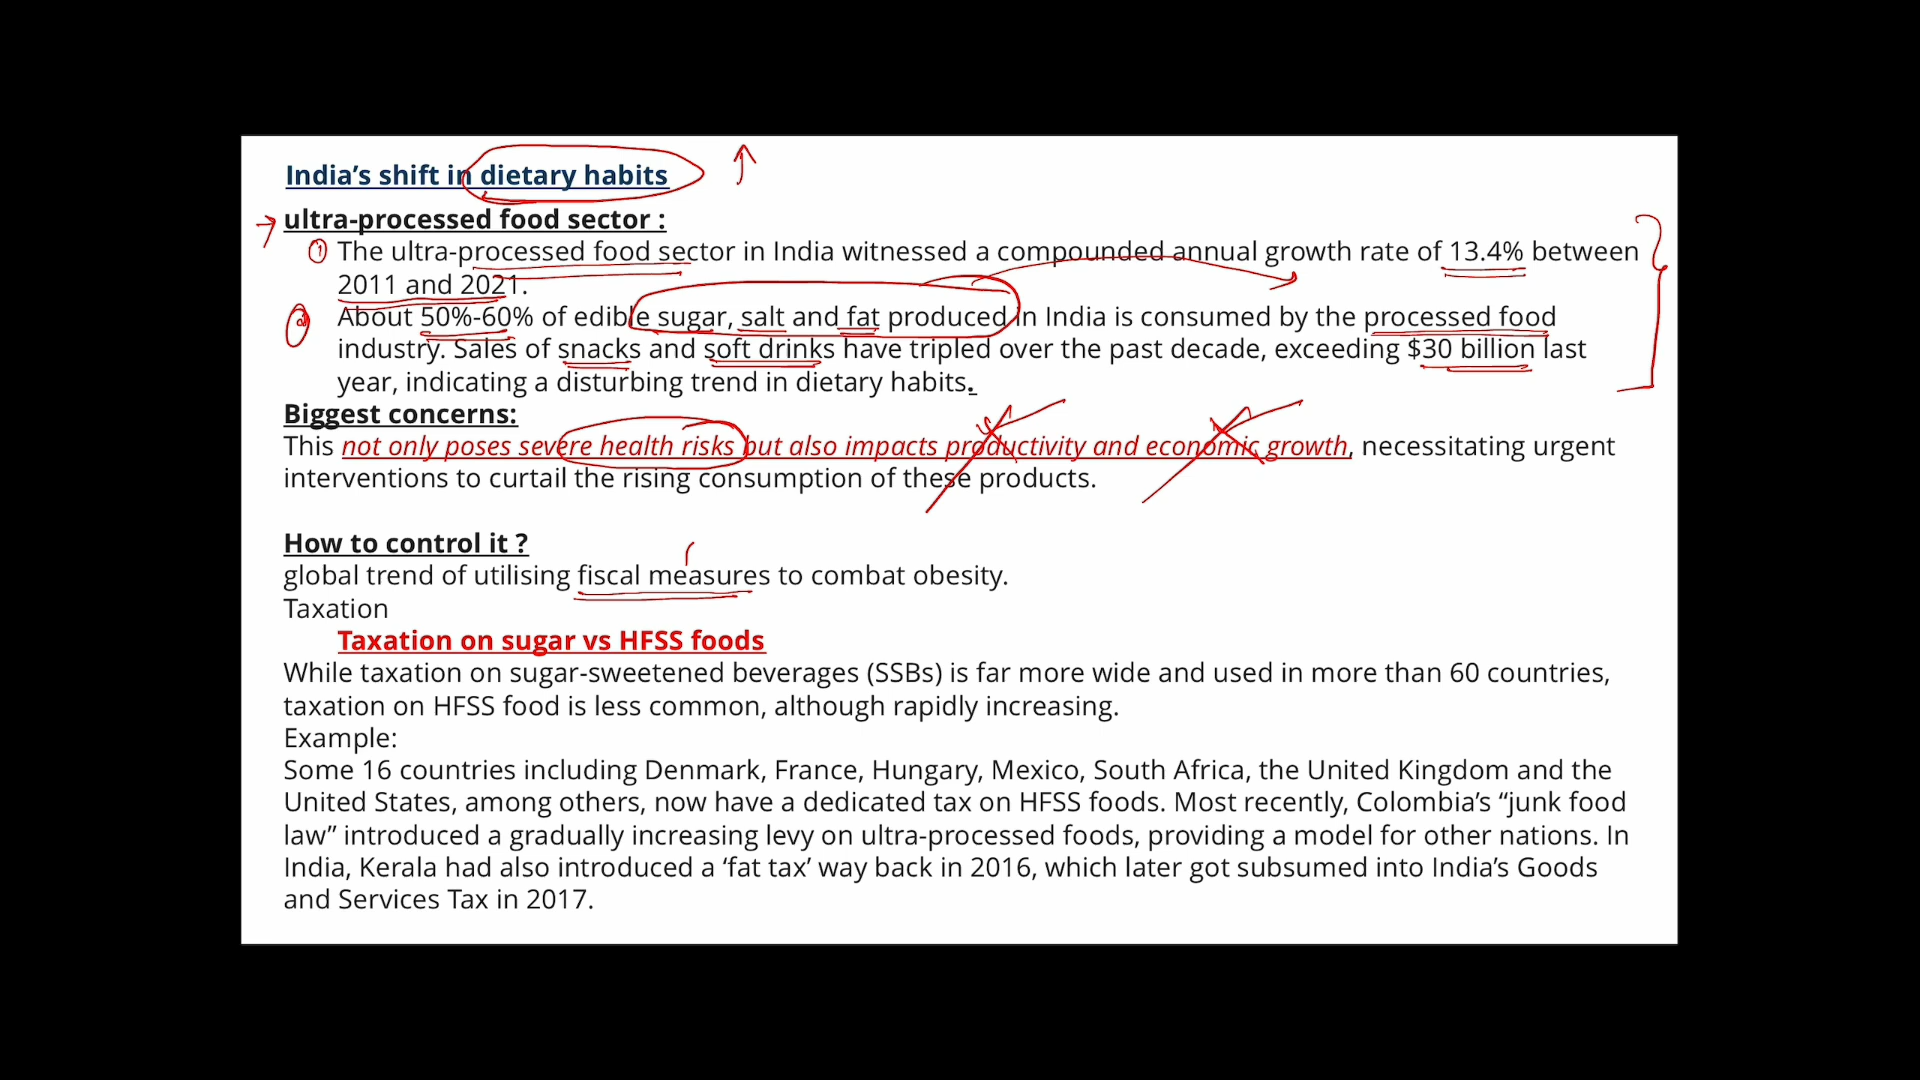 India’s shift in dietary habits
ultra-processed food sector :
① The ultra-processed food sector in India witnessed a compounded annual growth rate of 13.4% between
2011 and 2021.
② About 50%-60% of edible sugar, salt and fat produced in India is consumed by the processed food
industry. Sales of snacks and soft drinks have tripled over the past decade, exceeding $30 billion last
year, indicating a disturbing trend in dietary habits.
Biggest concerns:
This not only poses severe health risks but also impacts productivity and economic growth, necessitating urgent
interventions to curtail the rising consumption of these products.
How to control it ?
global trend of utilising fiscal measures to combat obesity.
Taxation
Taxation on sugar vs HFSS foods
While taxation on sugar-sweetened beverages (SSBs) is far more wide and used in more than 60 countries,
taxation on HFSS food is less common, although rapidly increasing.
Example:
Some 16 countries including Denmark, France, Hungary, Mexico, South Africa, the United Kingdom and the
United States, among others, now have a dedicated tax on HFSS foods. Most recently, Colombia’s “junk food
law” introduced a gradually increasing levy on ultra-processed foods, providing a model for other nations. In
India, Kerala had also introduced a ‘fat tax’ way back in 2016, which later got subsumed into India’s Goods
and Services Tax in 2017.